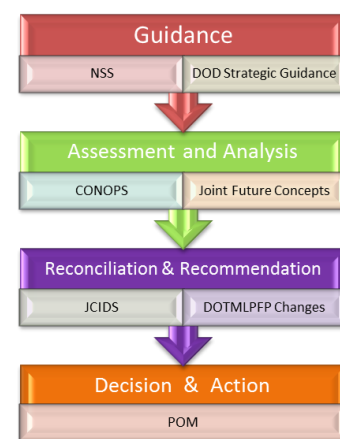 Guidance
NSS
DOD Strategic Guidance
Assessment and Analysis
CONOPS
Joint Future Concepts
Reconciliation & Recommendation
JCIDS
DOTMLPFP Changes
Decision & Action
POM